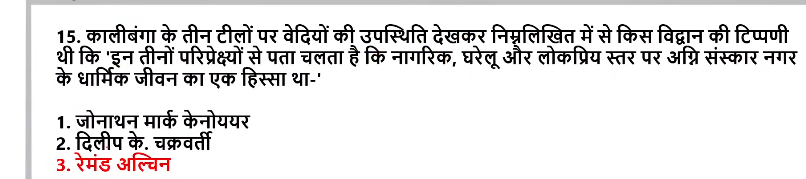 15. कालीबंगा के तीन टीलों पर वेदियों की उपस्थिति देखकर निम्नलिखित में से किस विद्वान की टिप्पणी
थी कि 'इन तीनों परिप्रेक्ष्यों से पता चलता है कि नागरिक, घरेलू और लोकप्रिय स्तर पर अग्नि संस्कार नगर
के धार्मिक जीवन का एक हिस्सा था-'
1. जोनाथन मार्क केनोययर
2. दिलीप के. चक्रवर्ती
3. रेमंड अल्चिन